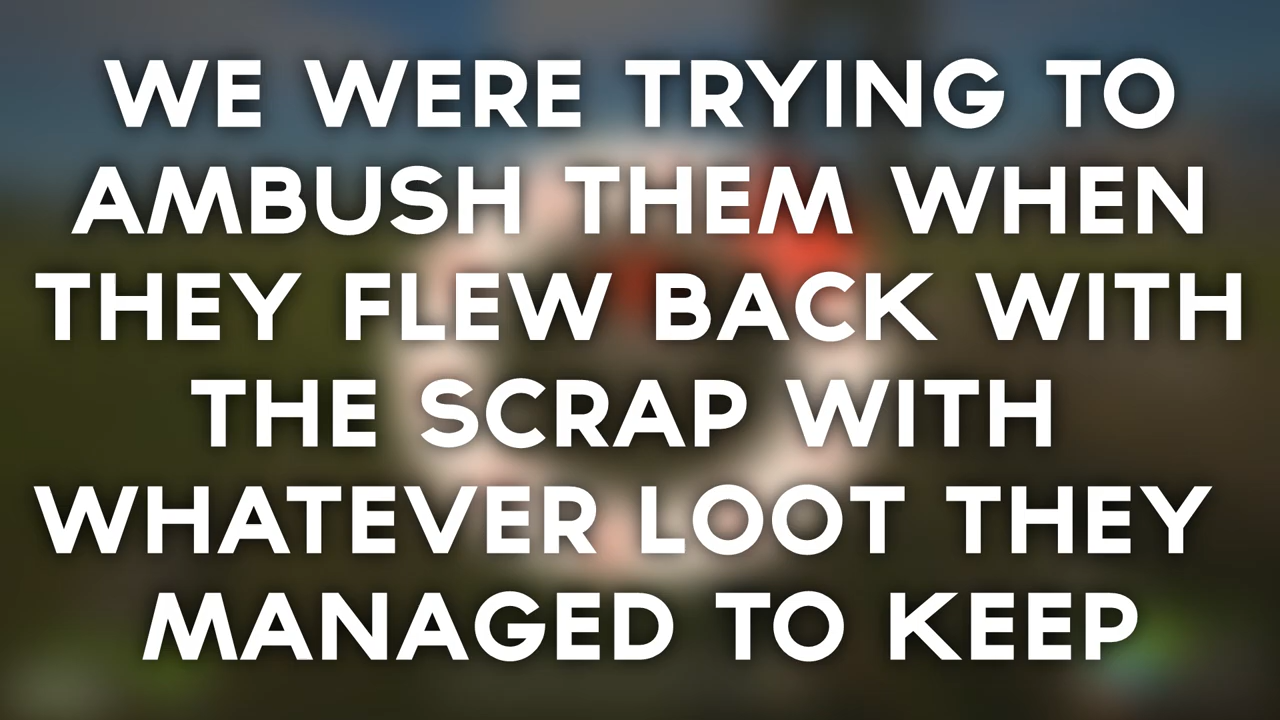 WE WERE TRYING TO
AMBUSH THEM WHEN
THEY FLEW BACK WITH
THE SCRAP WITH
WHATEVER LOOT THEY
MANAGED TO KEEP